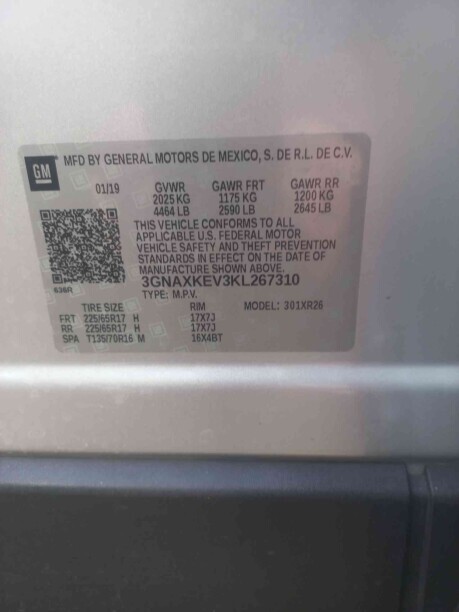 GM MFD BY GENERAL MOTORS DE MEXICO, S. DE R.L. DE C.V.
01/19 GVWR GAWR FRT GAWR RR
2025 KG 1175 KG 1200 KG
4464 LB 2590 LB 2645 LB
THIS VEHICLE CONFORMS TO ALL
APPLICABLE U.S. FEDERAL MOTOR
VEHICLE SAFETY AND THEFT PREVENTION
STANDARDS IN EFFECT ON THE DATE OF
MANUFACTURE SHOWN ABOVE.
3GNAXKEV3KL267310
TYPE: M.P.V. MODEL: 301XR26
TIRE SIZE RIM
FRT 225/65R17 H 17X7J
RR 225/65R17 H 17X7J
SPA T135/70R16 M 16X4BT